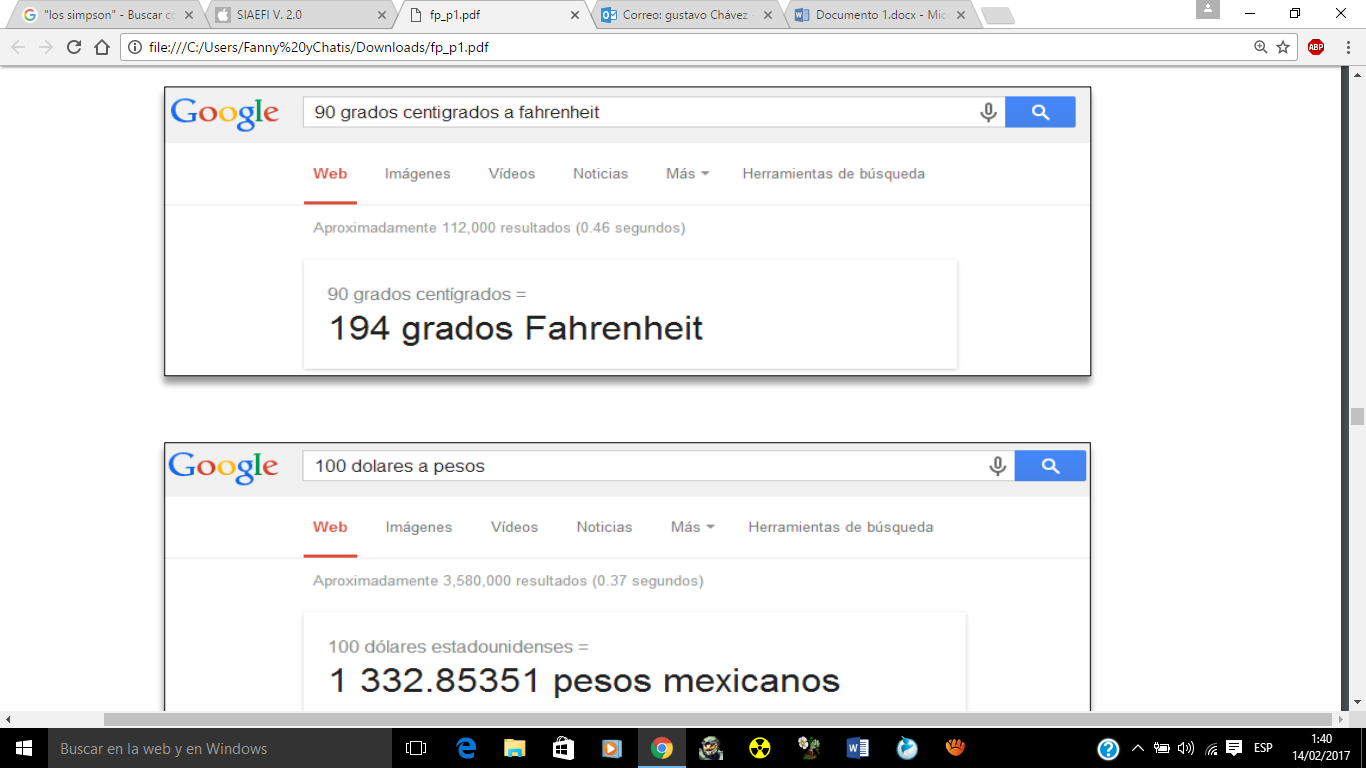 "los simpson" - Buscar co
SIAEFI V. 2.0
fp_p1.pdf
Correo: gustavo Chávez -
Documento 1.docx - Mic
file:///C:/Users/Fanny%20yChatis/Downloads/fp_p1.pdf
ABP
Google
90 grados centigrados a fahrenheit
Web Imágenes Vídeos Noticias Más Herramientas de búsqueda
Aproximadamente 112,000 resultados (0.46 segundos)
90 grados centígrados =
194 grados Fahrenheit
Google
100 dolares a pesos
Web Imágenes Vídeos Noticias Más Herramientas de búsqueda
Aproximadamente 3,580,000 resultados (0.37 segundos)
100 dólares estadounidenses =
1 332.85351 pesos mexicanos
Buscar en la web y en Windows
ESP
1:40
14/02/2017